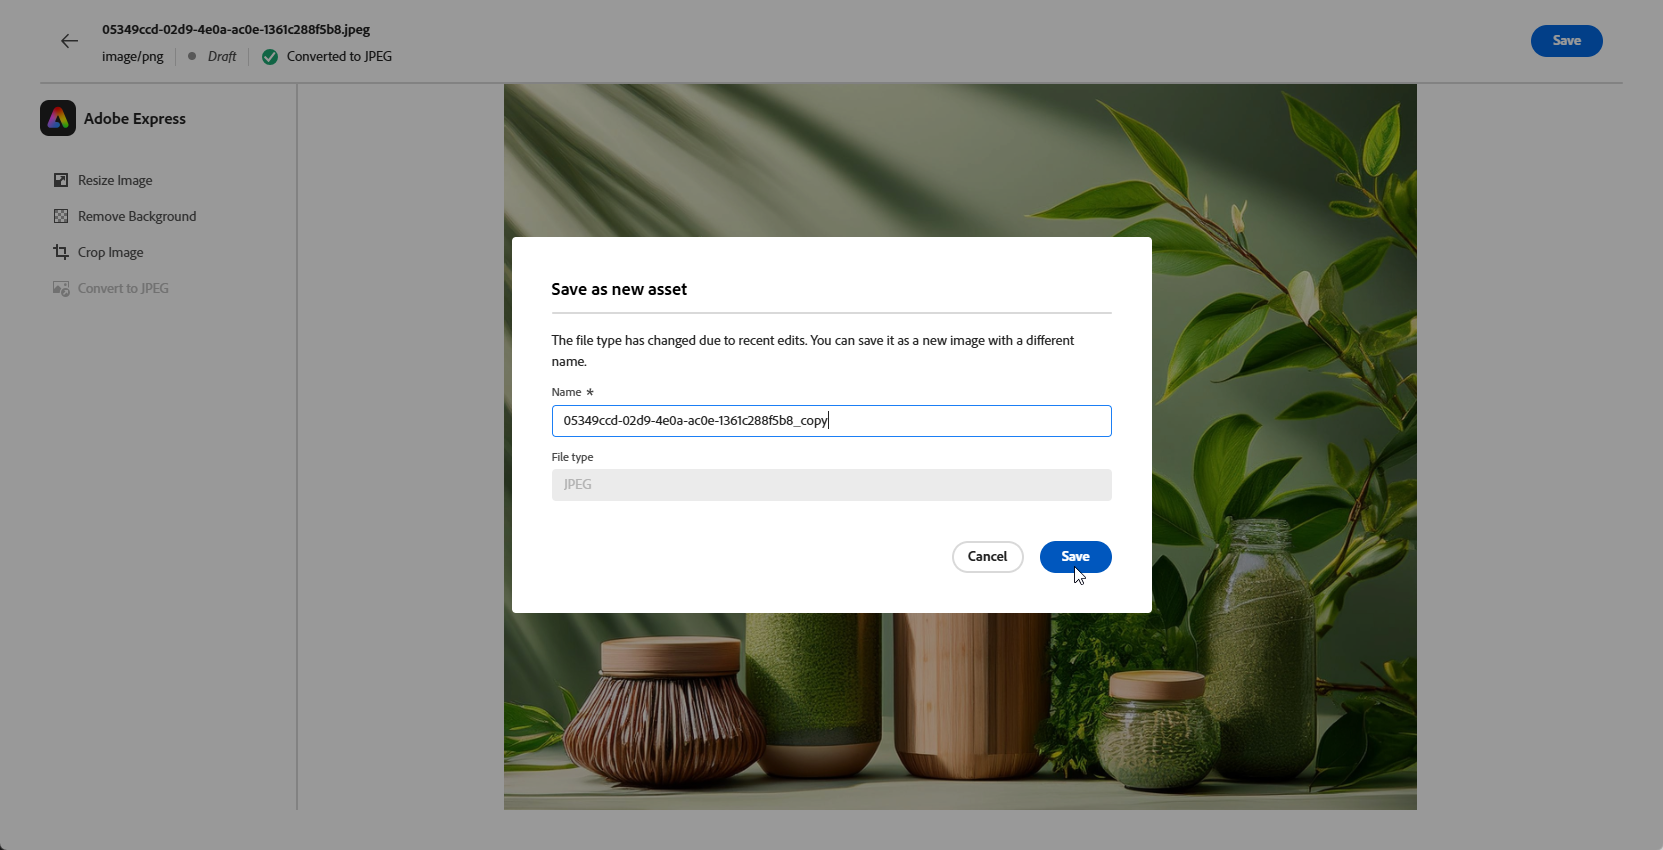 05349ccd-02d9-4e0a-ac0e-1361c288f5b8.jpeg
image/png Draft Converted to JPEG
Save
Adobe Express
Resize Image
Remove Background
Crop Image
Convert to JPEG
Save as new asset
The file type has changed due to recent edits. You can save it as a new image with a different
name.
Name *
05349ccd-02d9-4e0a-ac0e-1361c288f5b8_copy
File type
JPEG
Cancel Save